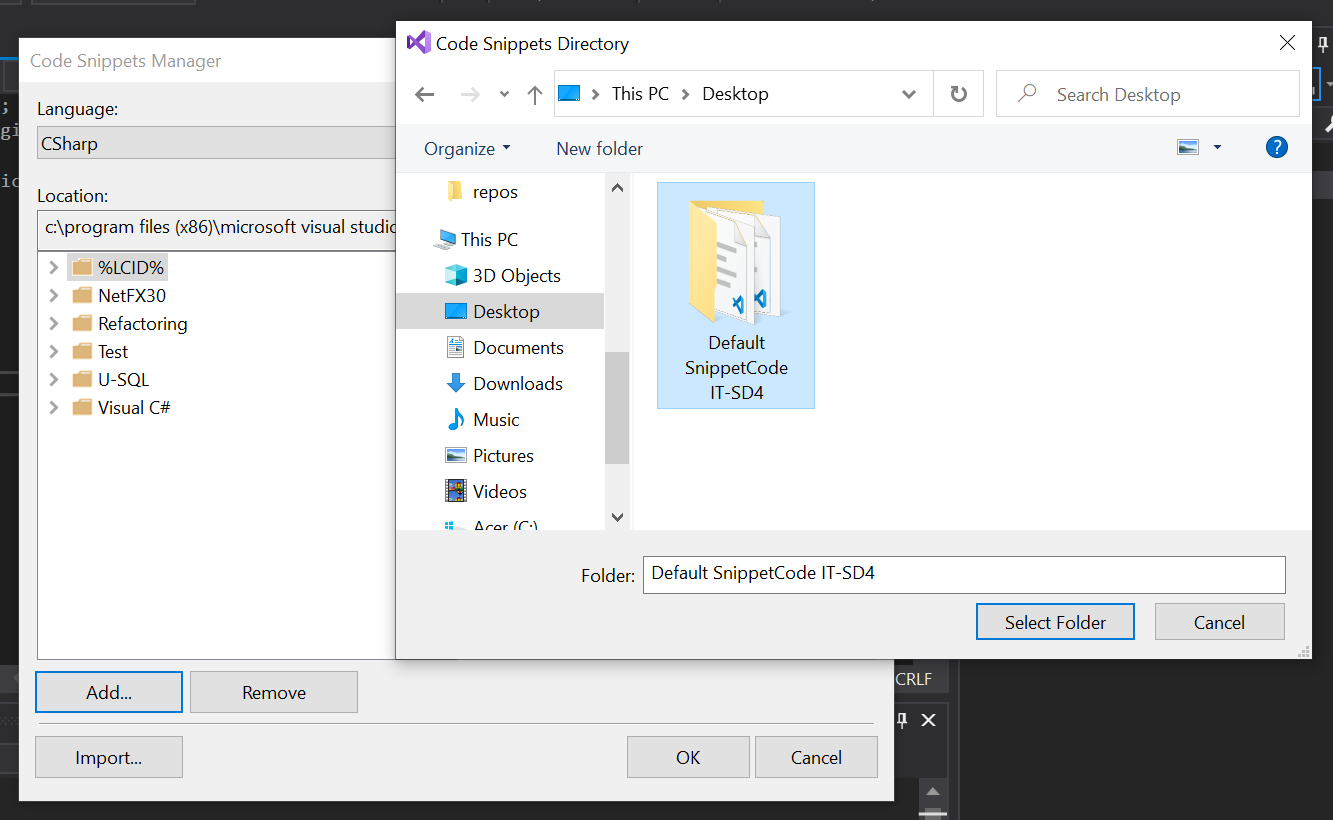 Code Snippets Manager
Language:
CSharp
Location:
c:\program files (x86)\microsoft visual studio
%LCID%
NetFX30
Refactoring
Test
U-SQL
Visual C#
Add...
Remove
Import...
OK
Cancel
Code Snippets Directory
This PC
Desktop
Search Desktop
Organize
New folder
repos
This PC
3D Objects
Desktop
Documents
Downloads
Music
Pictures
Videos
Acer (C:)
Default
SnippetCode
IT-SD4
Folder:
Default SnippetCode IT-SD4
Select Folder
Cancel
CRLF
;
gi
ic